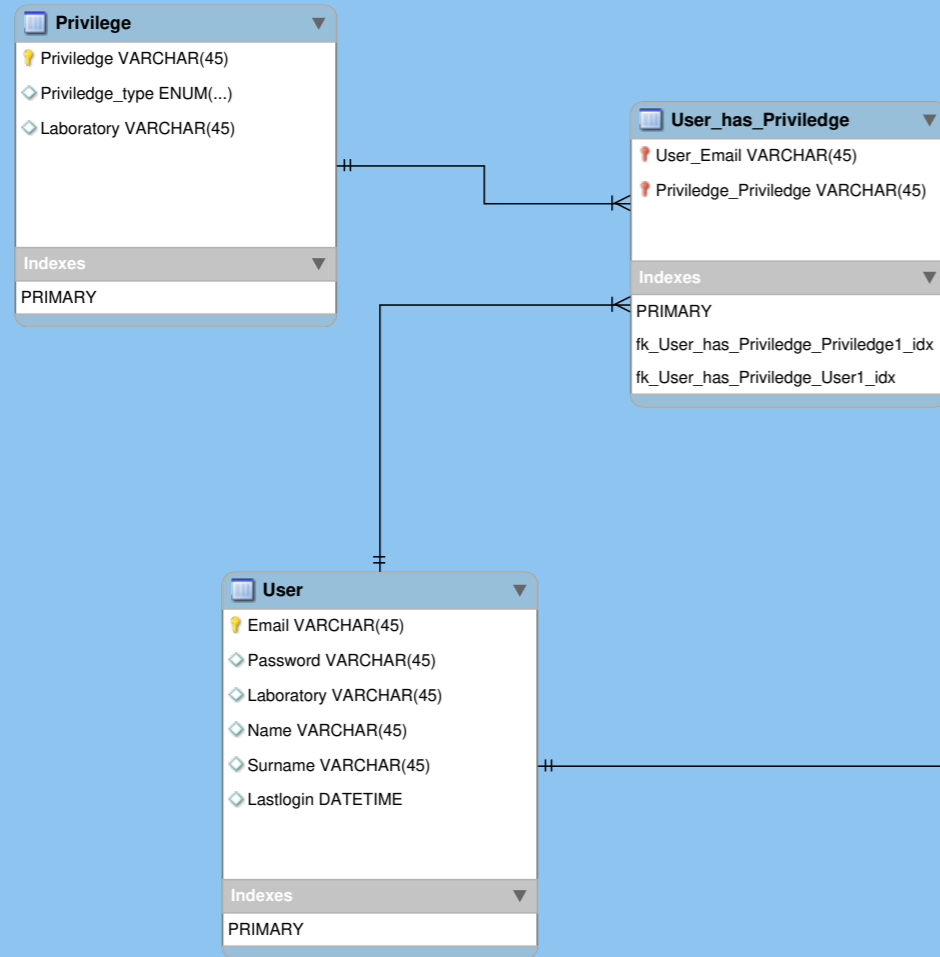 Privilege
Priviledge VARCHAR(45)
Priviledge_type ENUM(...)
Laboratory VARCHAR(45)
Indexes
PRIMARY
User_has_Priviledge
User_Email VARCHAR(45)
Priviledge_Priviledge VARCHAR(45)
Indexes
PRIMARY
fk_User_has_Priviledge_Priviledge1_idx
fk_User_has_Priviledge_User1_idx
User
Email VARCHAR(45)
Password VARCHAR(45)
Laboratory VARCHAR(45)
Name VARCHAR(45)
Surname VARCHAR(45)
Lastlogin DATETIME
Indexes
PRIMARY